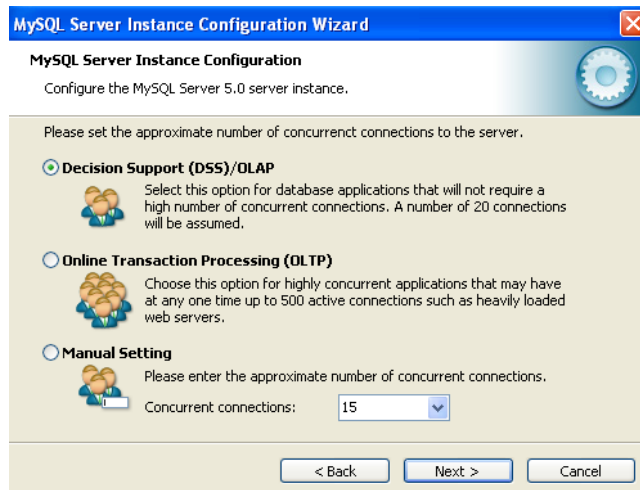 MySQL Server Instance Configuration Wizard
MySQL Server Instance Configuration
Configure the MySQL Server 5.0 server instance.
Please set the approximate number of concurrenct connections to the server.
Decision Support (DSS)/OLAP
Select this option for database applications that will not require a
high number of concurrent connections. A number of 20 connections
will be assumed.
Online Transaction Processing (OLTP)
Choose this option for highly concurrent applications that may have
at any one time up to 500 active connections such as heavily loaded
web servers.
Manual Setting
Please enter the approximate number of concurrent connections.
Concurrent connections: 15
< Back Next > Cancel